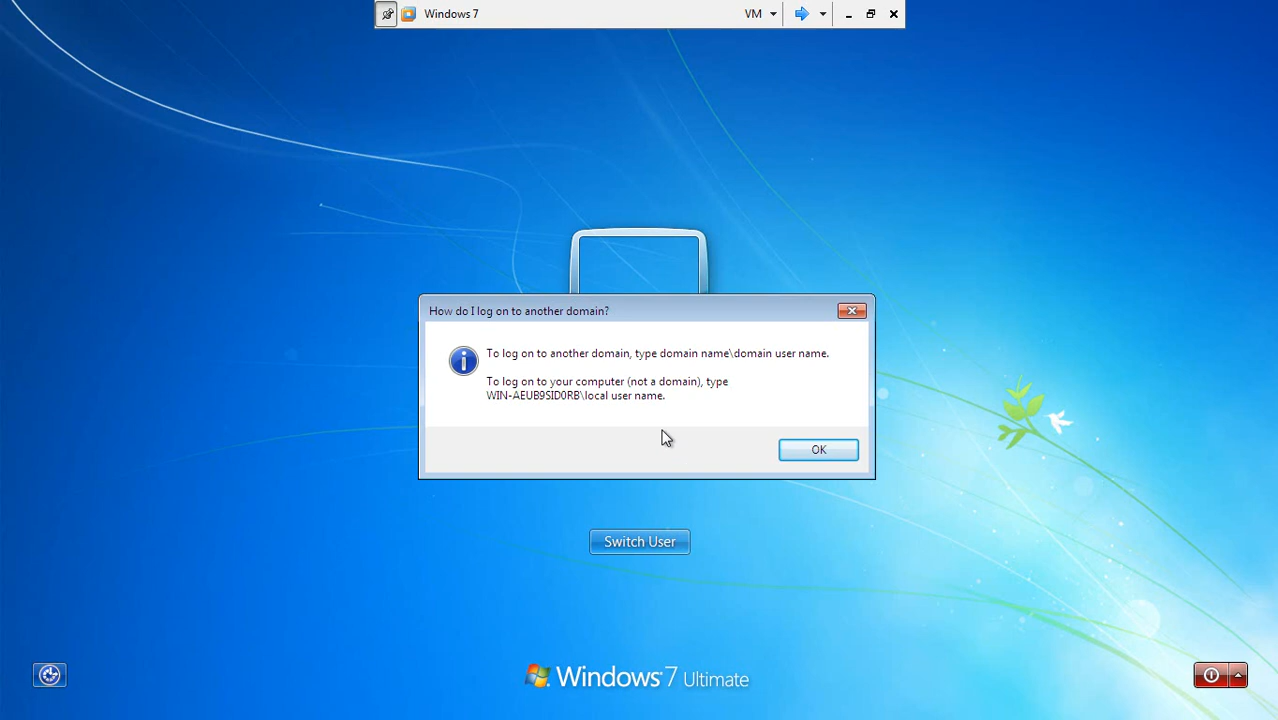 Windows 7
VM
How do I log on to another domain?
To log on to another domain, type domain name\domain user name.
To log on to your computer (not a domain), type
WIN-AEUB9SID0RB\local user name.
OK
Switch User
Windows 7 Ultimate